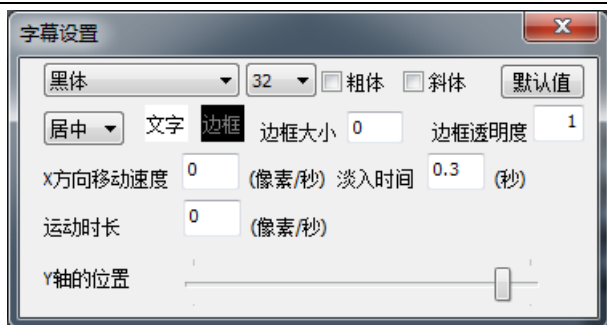 字幕设置
黑体 32 粗体 斜体 默认值
居中 文字 边框 边框大小 0 边框透明度 1
X方向移动速度 0 (像素/秒) 淡入时间 0.3 (秒)
运动时长 0 (像素/秒)
Y轴的位置